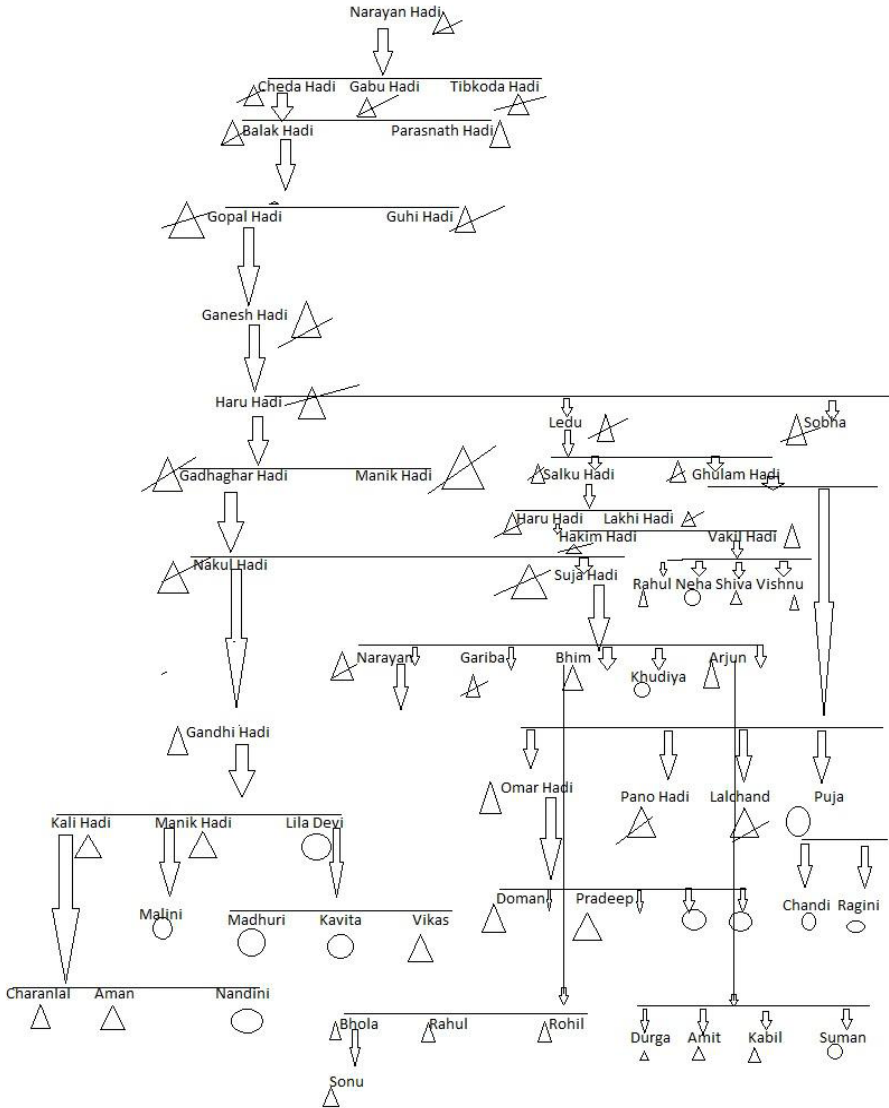 Narayan Hadi
Cheda Hadi Gabu Hadi Tibkoda Hadi
Balak Hadi Parasnath Hadi
Gopal Hadi Guhi Hadi
Ganesh Hadi
Haru Hadi
Ledu Sobha
Gadhaghar Hadi Manik Hadi Salku Hadi Ghulam Hadi
Haru Hadi Lakhi Hadi
Hakim Hadi Vakil Hadi
Nakul Hadi Suja Hadi
Rahul Neha Shiva Vishnu
Narayan Gariba Bhim Arjun
Khudiya
Gandhi Hadi
Omar Hadi
Pano Hadi Lalchand Puja
Kali Hadi Manik Hadi Lila Devi
Doman Pradeep
Chandi Ragini
Malini
Madhuri Kavita Vikas
Charanlal Aman Nandini
Bhola Rahul Rohil
Durga Amit Kabil Suman
Sonu